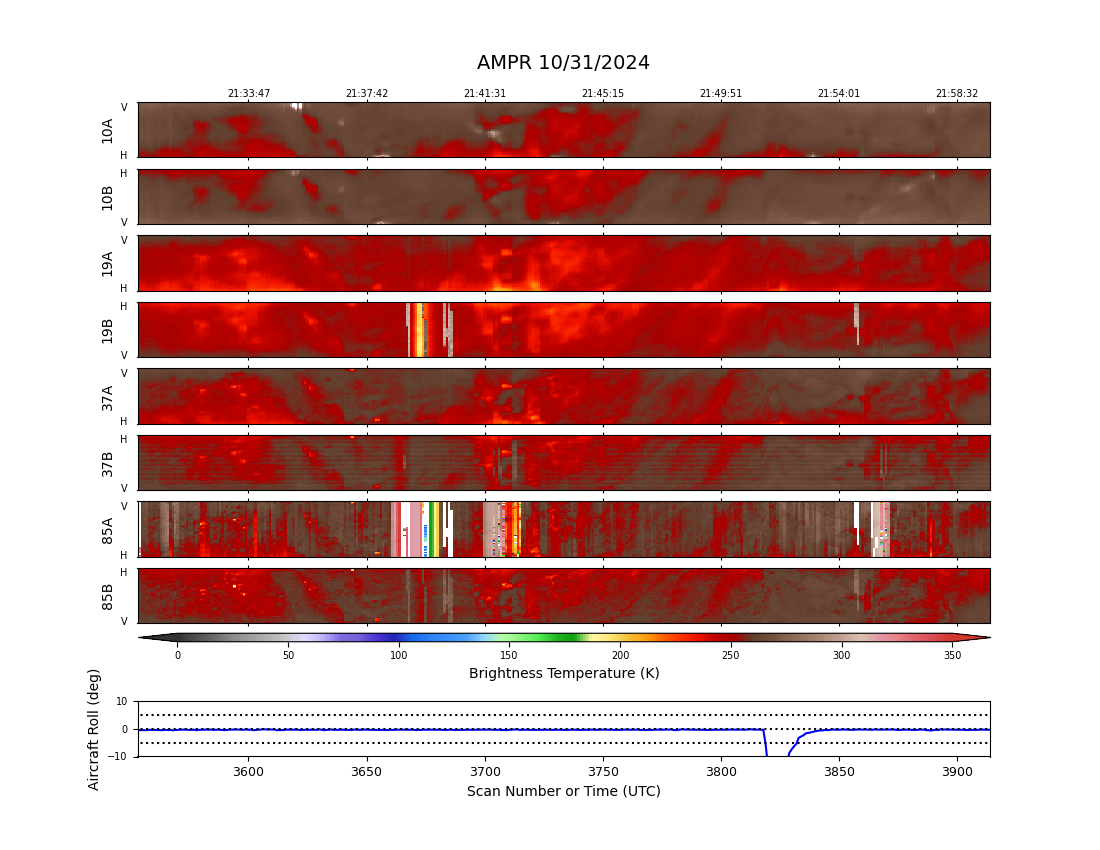 AMPR 10/31/2024
21:33:47 21:37:42 21:41:31 21:45:15 21:49:51 21:54:01 21:58:32
V
10A
H
H
10B
V
V
19A
H
H
19B
V
V
37A
H
H
37B
V
V
85A
H
H
85B
V
0 50 100 150 200 250 300 350
Brightness Temperature (K)
Aircraft Roll (deg)
10
0
−10
3600 3650 3700 3750 3800 3850 3900
Scan Number or Time (UTC)